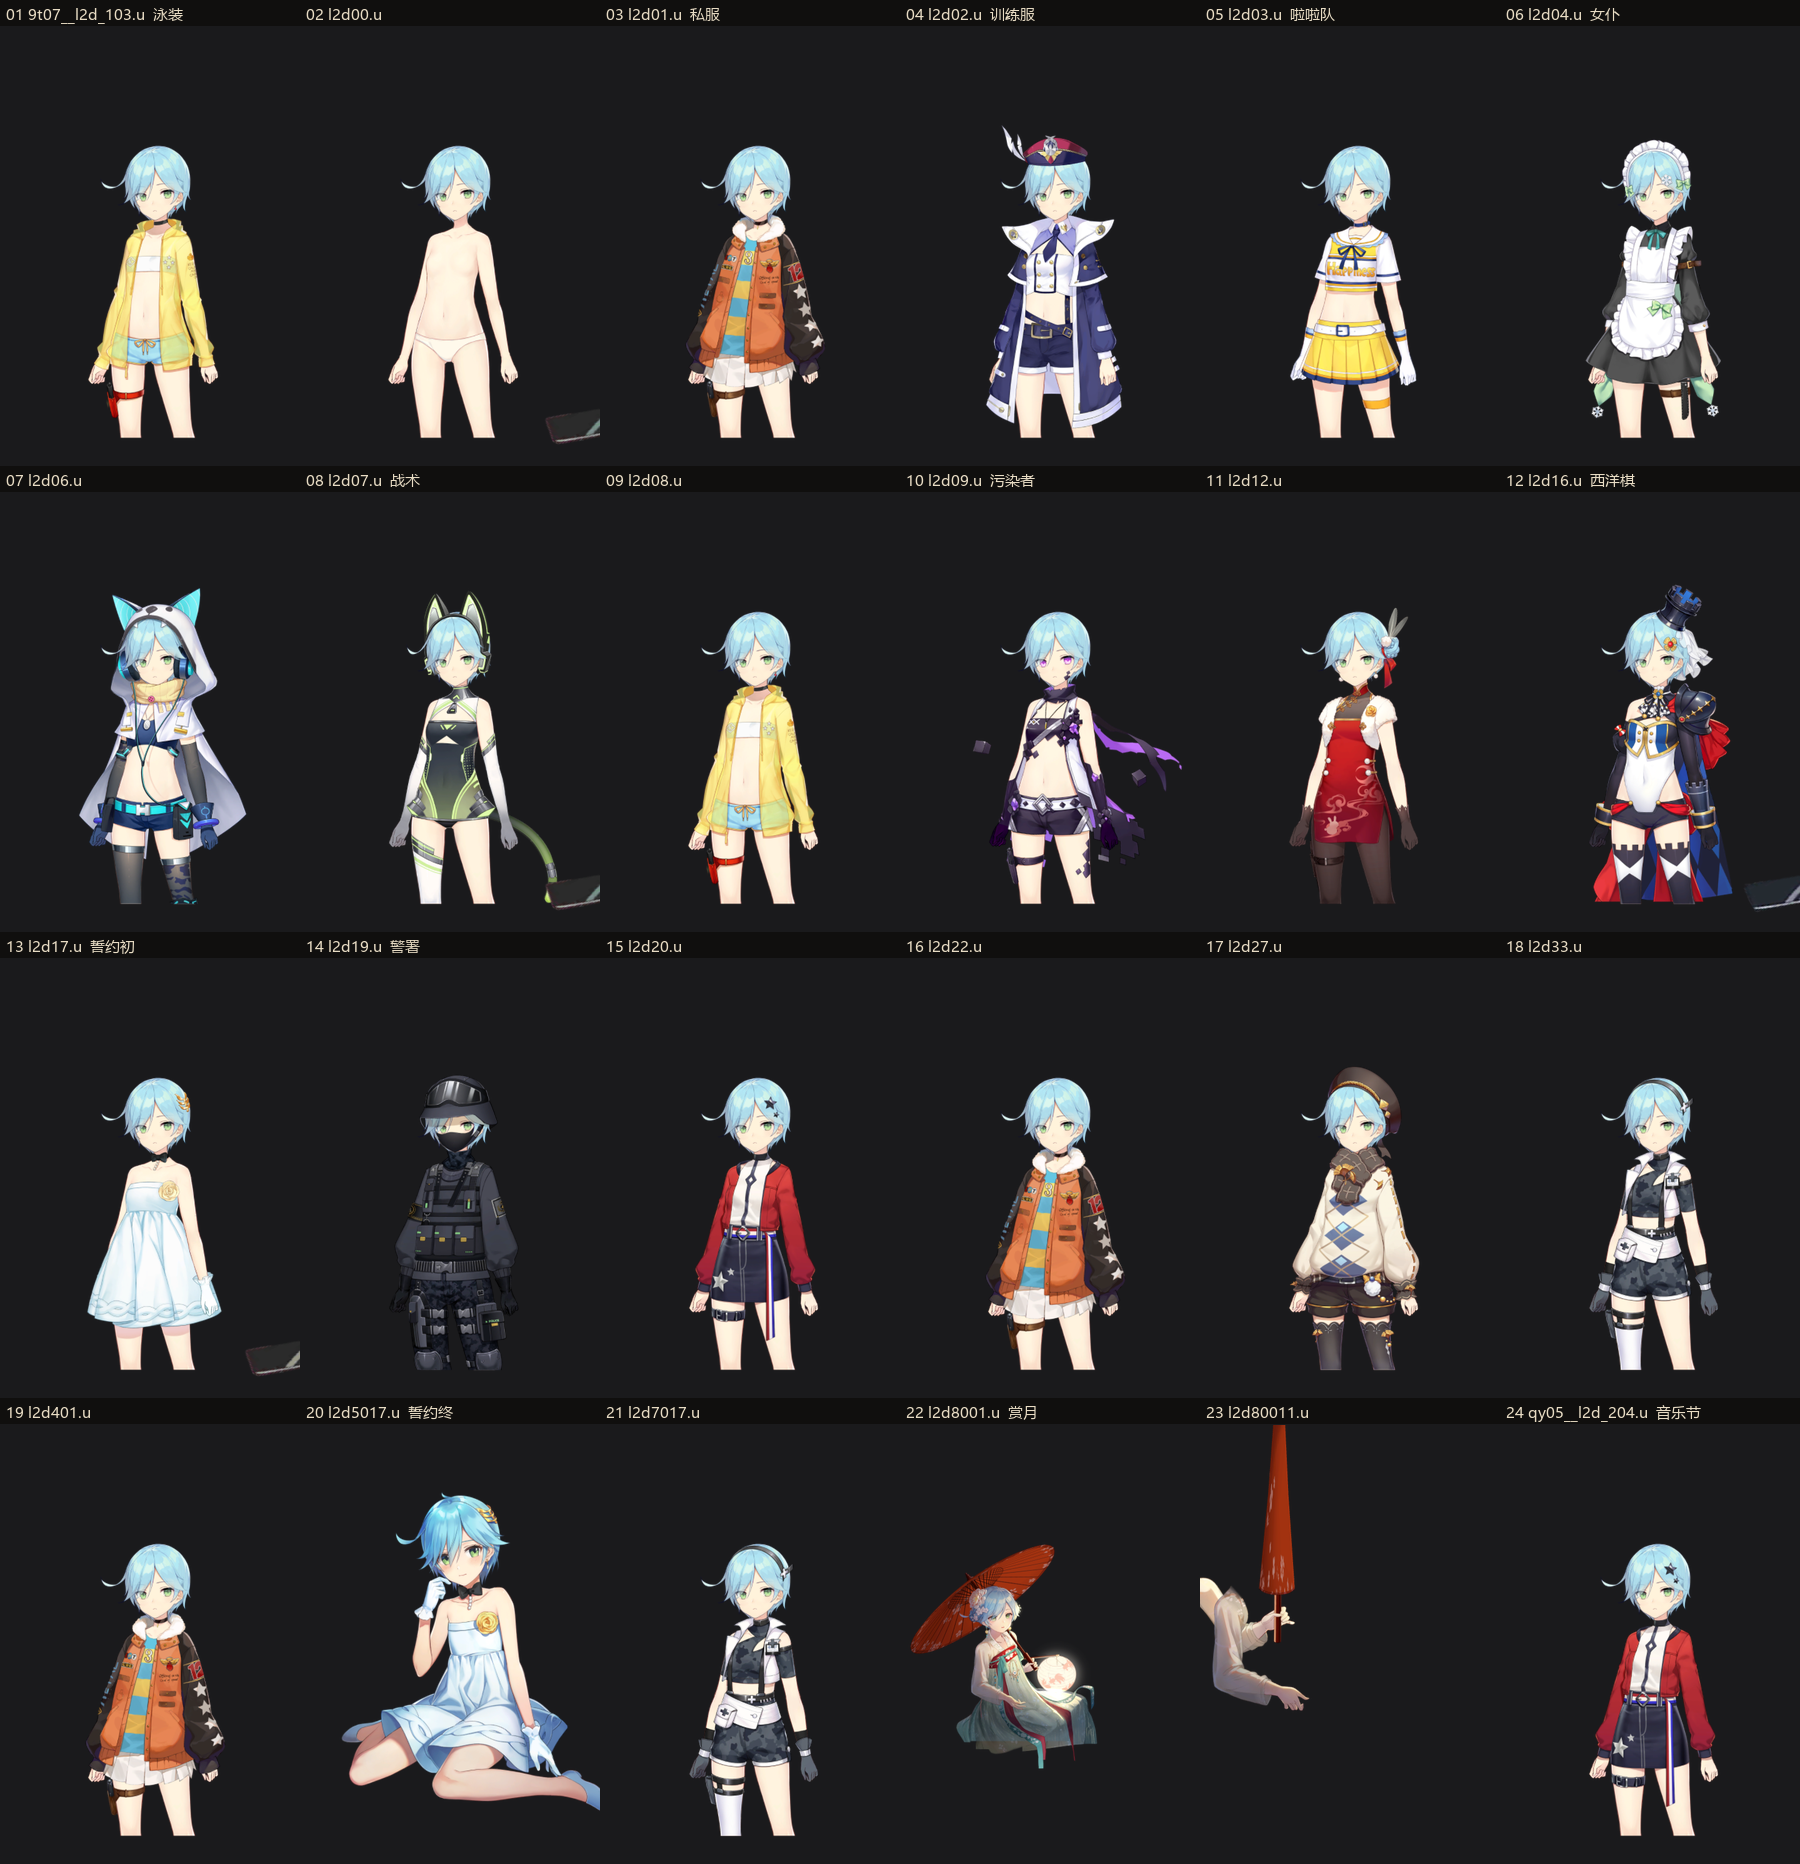 01 9t07__l2d_103.u 泳装
02 l2d00.u
03 l2d01.u 私服
04 l2d02.u 训练服
05 l2d03.u 啦啦队
06 l2d04.u 女仆
07 l2d06.u
08 l2d07.u 战术
09 l2d08.u
10 l2d09.u 污染者
11 l2d12.u
12 l2d16.u 西洋棋
13 l2d17.u 誓约初
14 l2d19.u 警署
15 l2d20.u
16 l2d22.u
17 l2d27.u
18 l2d33.u
19 l2d401.u
20 l2d5017.u 誓约终
21 l2d7017.u
22 l2d8001.u 赏月
23 l2d80011.u
24 qy05__l2d_204.u 音乐节